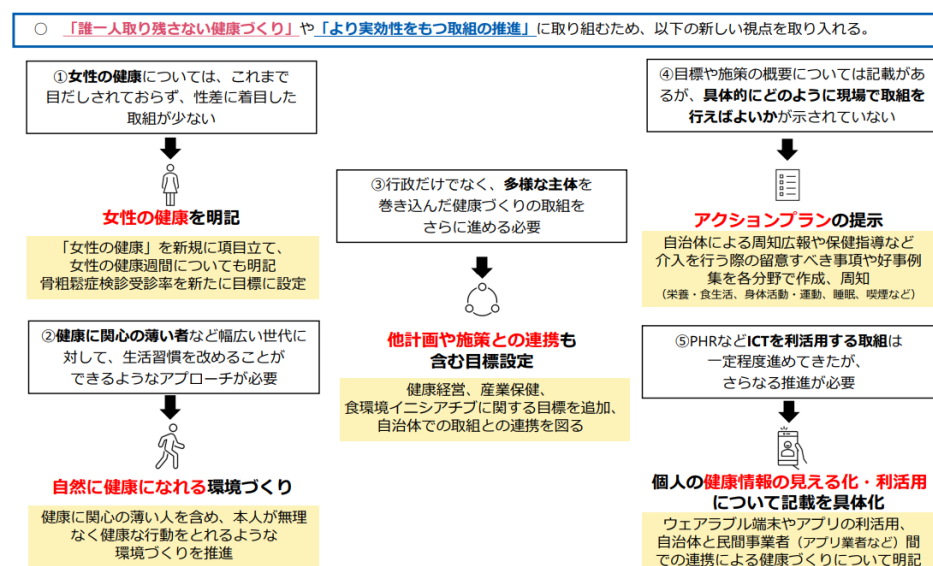 ○ 「誰一人取り残さない健康づくり」や「より実効性をもつ取組の推進」に取り組むため、以下の新しい視点を取り入れる。
①女性の健康については、これまで
目だしされておらず、性差に着目した
取組が少ない
女性の健康を明記
「女性の健康」を新規に項目立て、
女性の健康週間についても明記
骨粗鬆症検診受診率を新たに目標に設定
②健康に関心の薄い者など幅広い世代に
対して、生活習慣を改めることが
できるようなアプローチが必要
自然に健康になれる環境づくり
健康に関心の薄い人を含め、本人が無理
なく健康な行動をとれるような
環境づくりを推進
③行政だけでなく、多様な主体を
巻き込んだ健康づくりの取組を
さらに進める必要
他計画や施策との連携も
含む目標設定
健康経営、産業保健、
食環境イニシアチブに関する目標を追加、
自治体での取組との連携を図る
④目標や施策の概要については記載があ
るが、具体的にどのように現場で取組を
行えばよいかが示されていない
アクションプランの提示
自治体による周知広報や保健指導など
介入を行う際の留意すべき事項や好事例
集を各分野で作成、周知
（栄養・食生活、身体活動・運動、睡眠、喫煙など）
⑤PHRなどICTを利活用する取組は
一定程度進めてきたが、
さらなる推進が必要
個人の健康情報の見える化・利活用
について記載を具体化
ウェアラブル端末やアプリの利活用、
自治体と民間事業者（アプリ業者など）間
での連携による健康づくりについて明記